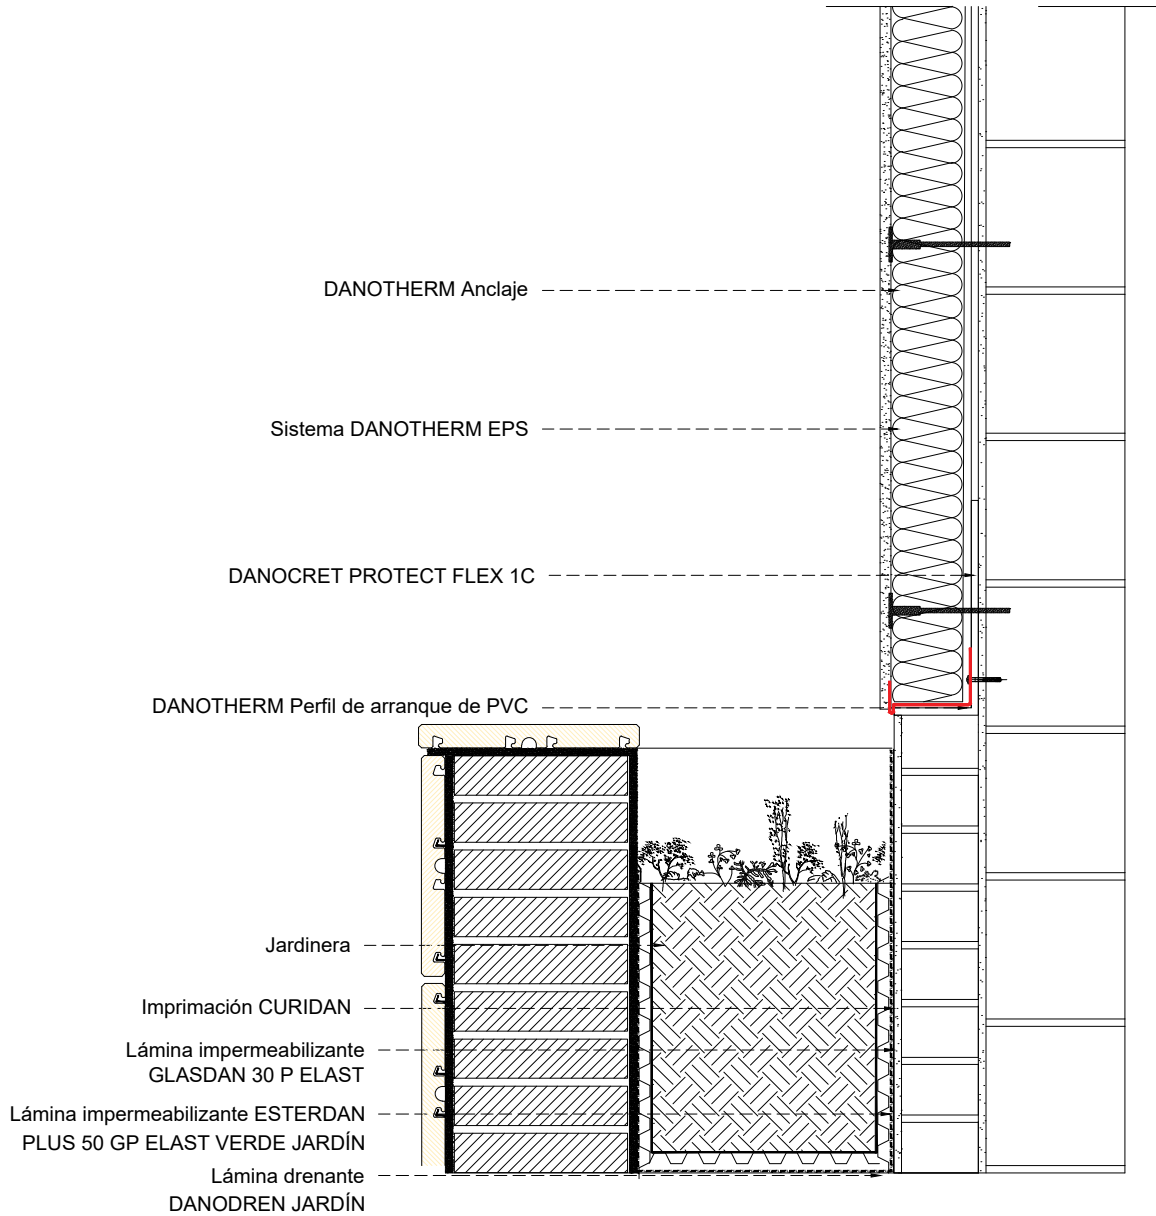 DANOTHERM Anclaje
Sistema DANOTHERM EPS
DANOCRET PROTECT FLEX 1C
DANOTHERM Perfil de arranque de PVC
Jardinera
Imprimación CURIDAN
Lámina impermeabilizante
GLASDAN 30 P ELAST
Lámina impermeabilizante ESTERDAN
PLUS 50 GP ELAST VERDE JARDÍN
Lámina drenante
DANODREN JARDÍN